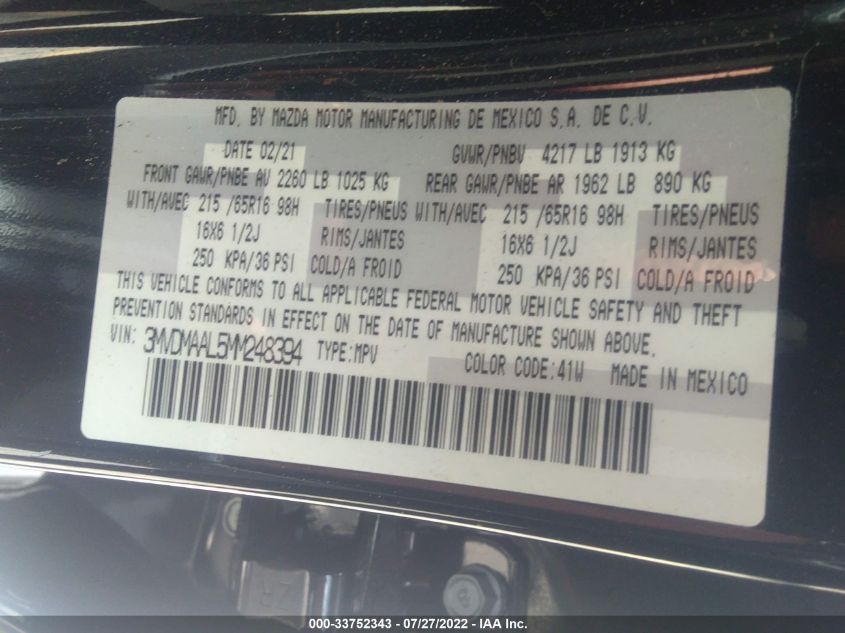 MFD. BY MAZDA MOTOR MANUFACTURING DE MEXICO S.A. DE C.V.
DATE 02/21 GVWR/PNBV 4217 LB 1913 KG
FRONT GAWR/PNBE AV 2260 LB 1025 KG REAR GAWR/PNBE AR 1962 LB 890 KG
WITH/AVEC 215 /65R16 98H TIRES/PNEUS WITH/AVEC 215 /65R16 98H TIRES/PNEUS
16X6 1/2J RIMS/JANTES 16X6 1/2J RIMS/JANTES
250 KPA/36 PSI COLD/A FROID 250 KPA/36 PSI COLD/A FROID
THIS VEHICLE CONFORMS TO ALL APPLICABLE FEDERAL MOTOR VEHICLE SAFETY AND THEFT
PREVENTION STANDARDS IN EFFECT ON THE DATE OF MANUFACTURE SHOWN ABOVE.
VIN: 3MVDMAAL5MM248394 TYPE:MPV COLOR CODE:41W MADE IN MEXICO
000-33752343 - 07/27/2022 - IAA Inc.